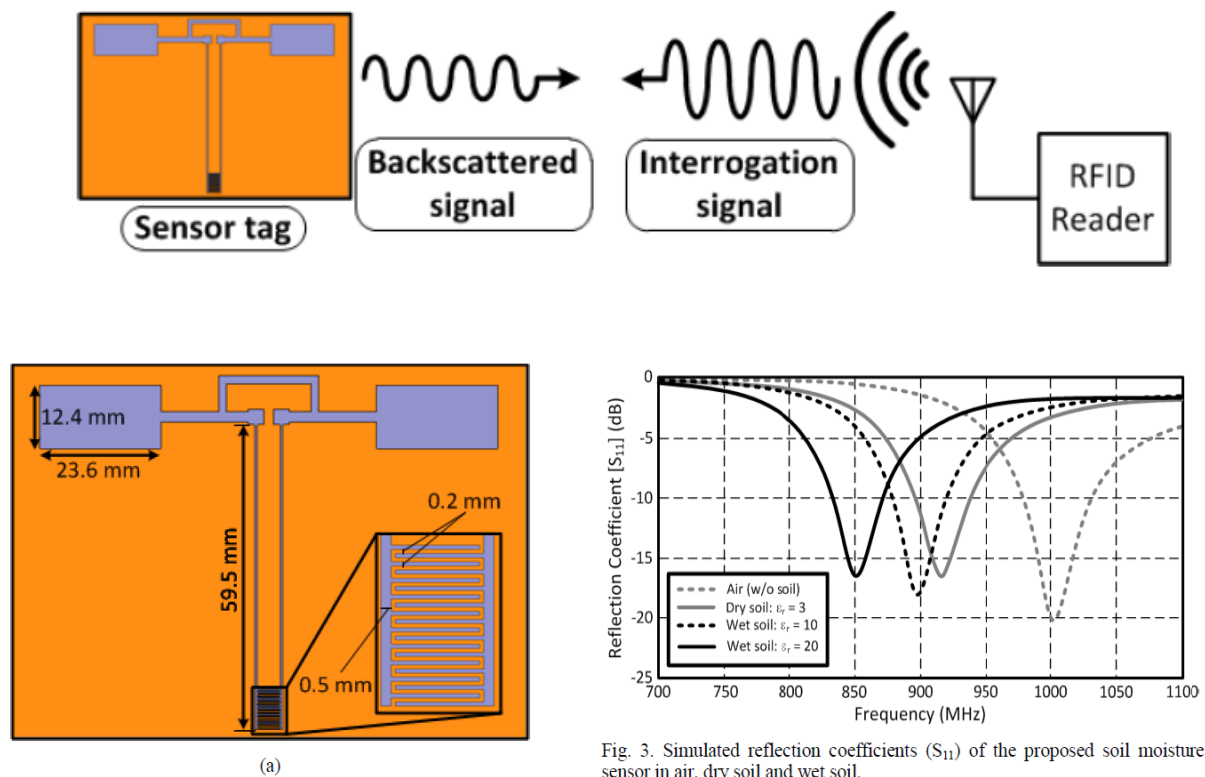 Sensor tag
Backscattered
signal
Interrogation
signal
RFID
Reader
12.4 mm
23.6 mm
59.5 mm
0.2 mm
0.5 mm
(a)
Reflection Coefficient [S₁₁] (dB)
0
-5
-10
-15
-20
-25
Air (w/o soil)
Dry soil: εᵣ = 3
Wet soil: εᵣ = 10
Wet soil: εᵣ = 20
700 750 800 850 900 950 1000 1050 1100
Frequency (MHz)
Fig. 3. Simulated reflection coefficients (S₁₁) of the proposed soil moisture
sensor in air, dry soil and wet soil.